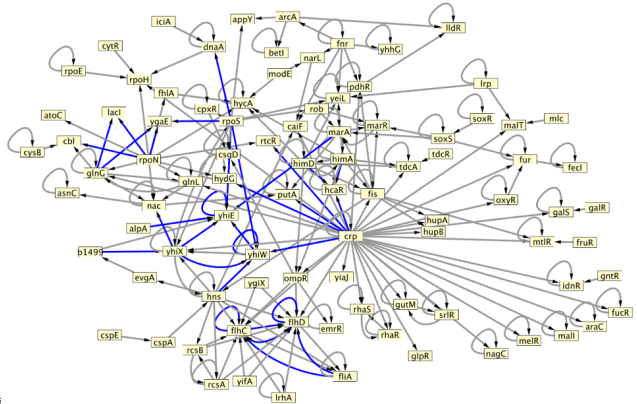 iciA
appY
arcA
lldR
cytR
dnaA
betI
fnr
yhhG
narL
rpoE
rpoH
modE
pdhR
fhlA
hycA
yeiL
lrp
atoC
lacI
cpxR
rob
soxR
malT
mlc
ygaE
rpoS
caiF
marA
marR
soxS
cbl
rtcR
cysB
rpoN
csgD
himD
himA
tdcR
fur
fecI
glnG
glnL
hydG
tdcA
asnC
putA
hcaR
fis
oxyR
nac
yhiE
hupA
galS
galR
alpA
crp
hupB
b1499
yhiX
yhiW
mtlR
fruR
evgA
ygiX
ompR
yiaJ
idnR
gntR
hns
rhaS
gutM
fucR
cspE
flhC
flhD
emrR
rhaR
srlR
araC
cspA
melR
malI
rcsB
glpR
nagC
rcsA
yifA
fliA
lrhA